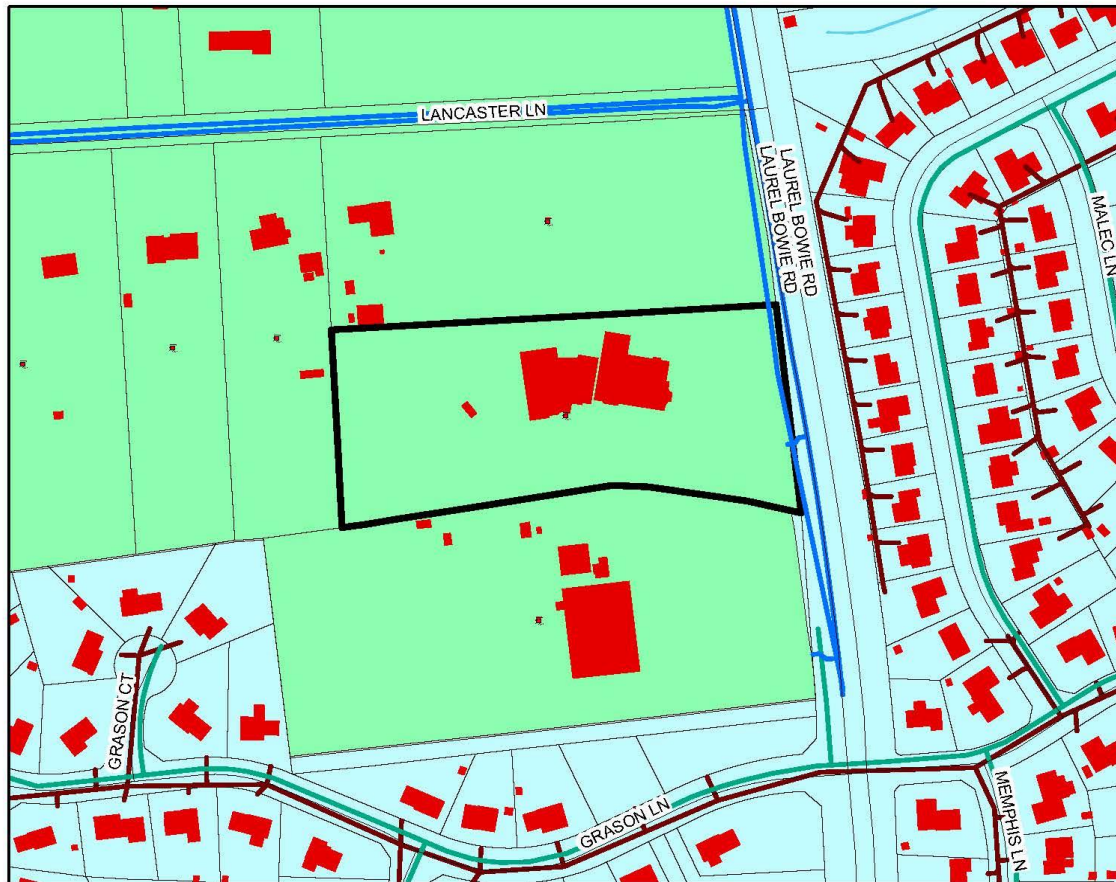 LANCASTER LN
LAUREL BOWIE RD
LAUREL BOWIE RD
MALEC LN
GRASON CT
GRASON LN
MEMPHIS LN